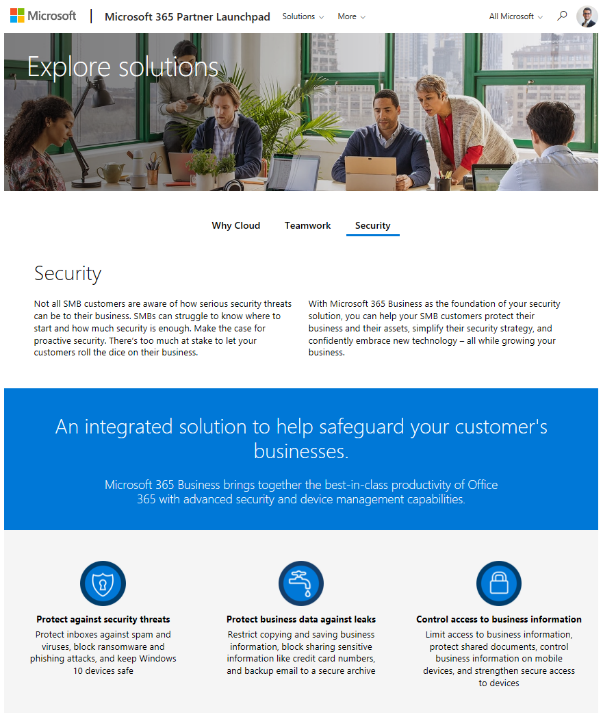 Microsoft | Microsoft 365 Partner Launchpad Solutions More All Microsoft
Explore solutions
Why Cloud Teamwork Security
Security
Not all SMB customers are aware of how serious security threats
can be to their business. SMBs can struggle to know where to
start and how much security is enough. Make the case for
proactive security. There's too much at stake to let your
customers roll the dice on their business.
With Microsoft 365 Business as the foundation of your security
solution, you can help your SMB customers protect their
business and their assets, simplify their security strategy, and
confidently embrace new technology – all while growing your
business.
An integrated solution to help safeguard your customer's
businesses.
Microsoft 365 Business brings together the best-in-class productivity of Office
365 with advanced security and device management capabilities.
Protect against security threats
Protect inboxes against spam and
viruses, block ransomware and
phishing attacks, and keep Windows
10 devices safe
Protect business data against leaks
Restrict copying and saving business
information, block sharing sensitive
information like credit card numbers,
and backup email to a secure archive
Control access to business information
Limit access to business information,
protect shared documents, control
business information on mobile
devices, and strengthen secure access
to devices